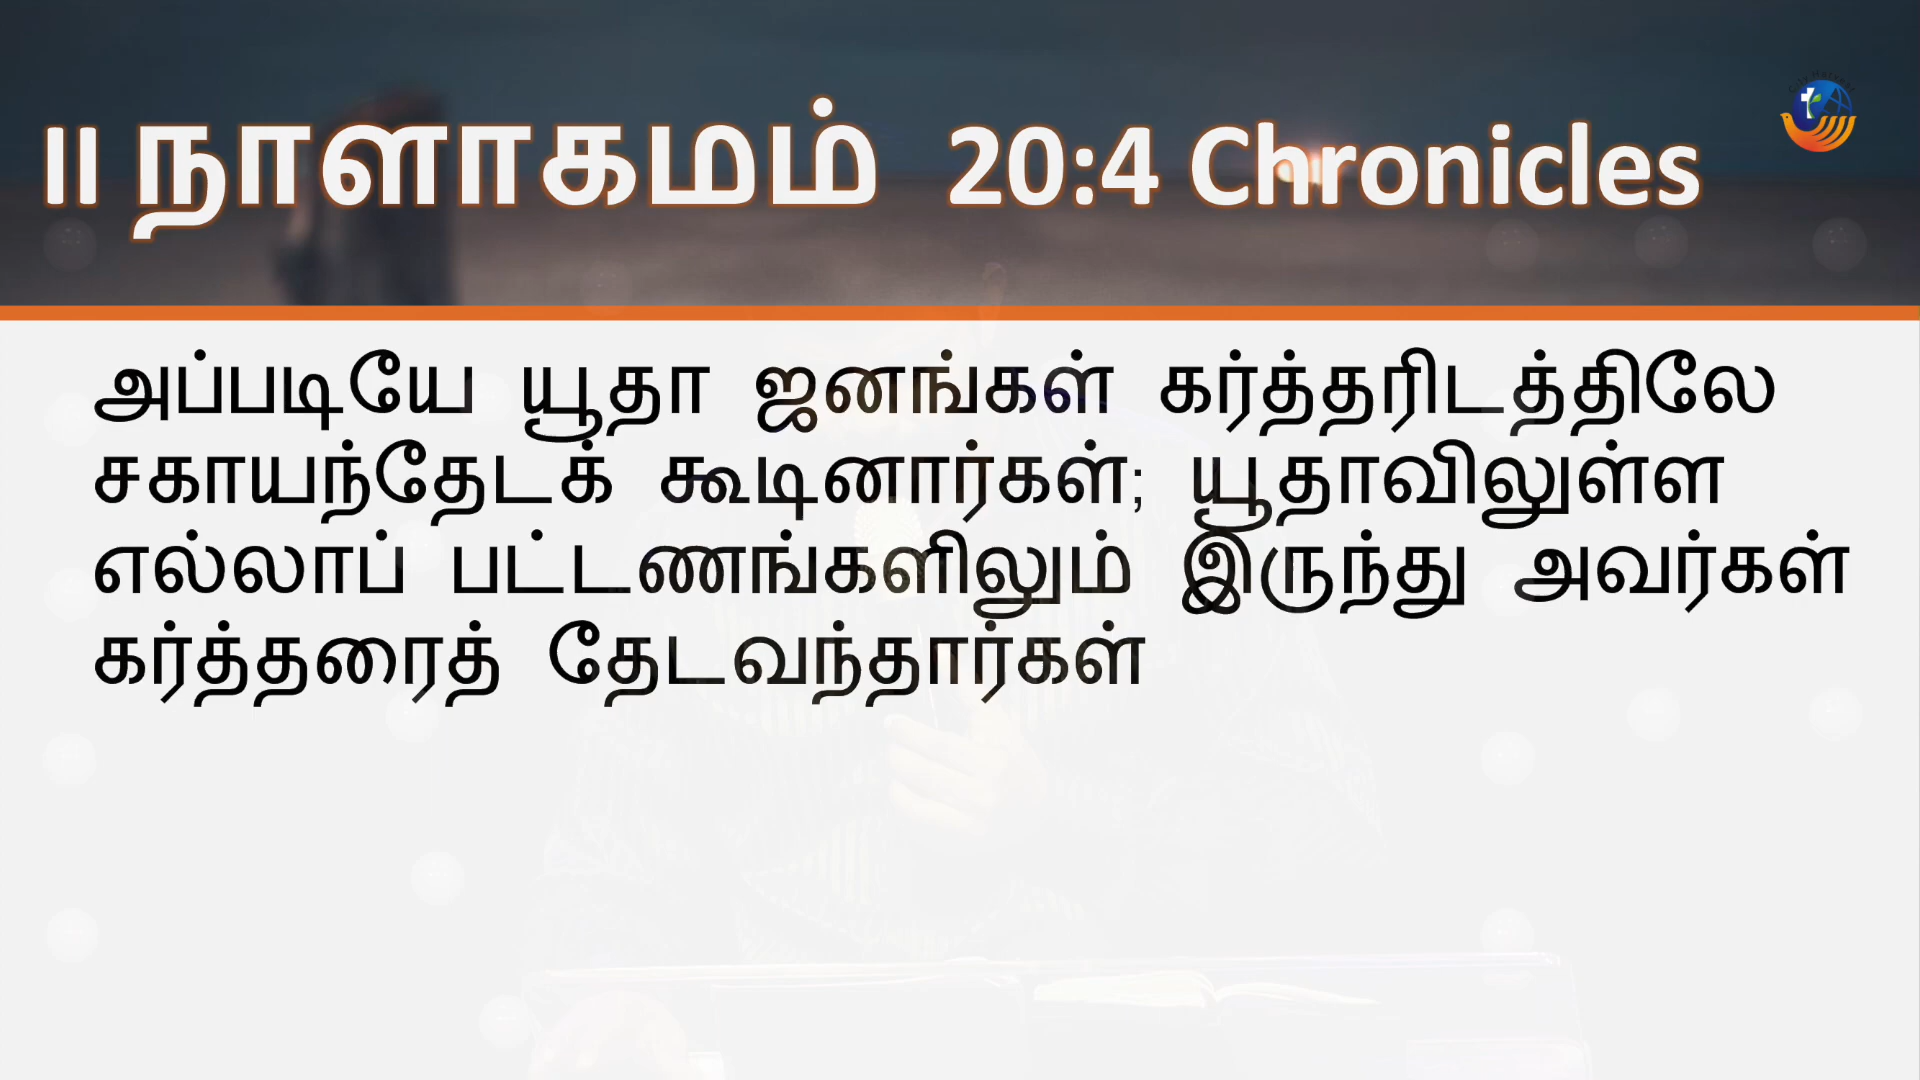 II நாளாகமம் 20:4 Chronicles
அப்படியே யூதா ஜனங்கள் கர்த்தரிடத்திலே
சகாயந்தேடக் கூடினார்கள்; யூதாவிலுள்ள
எல்லாப் பட்டணங்களிலும் இருந்து அவர்கள்
கர்த்தரைத் தேடவந்தார்கள்